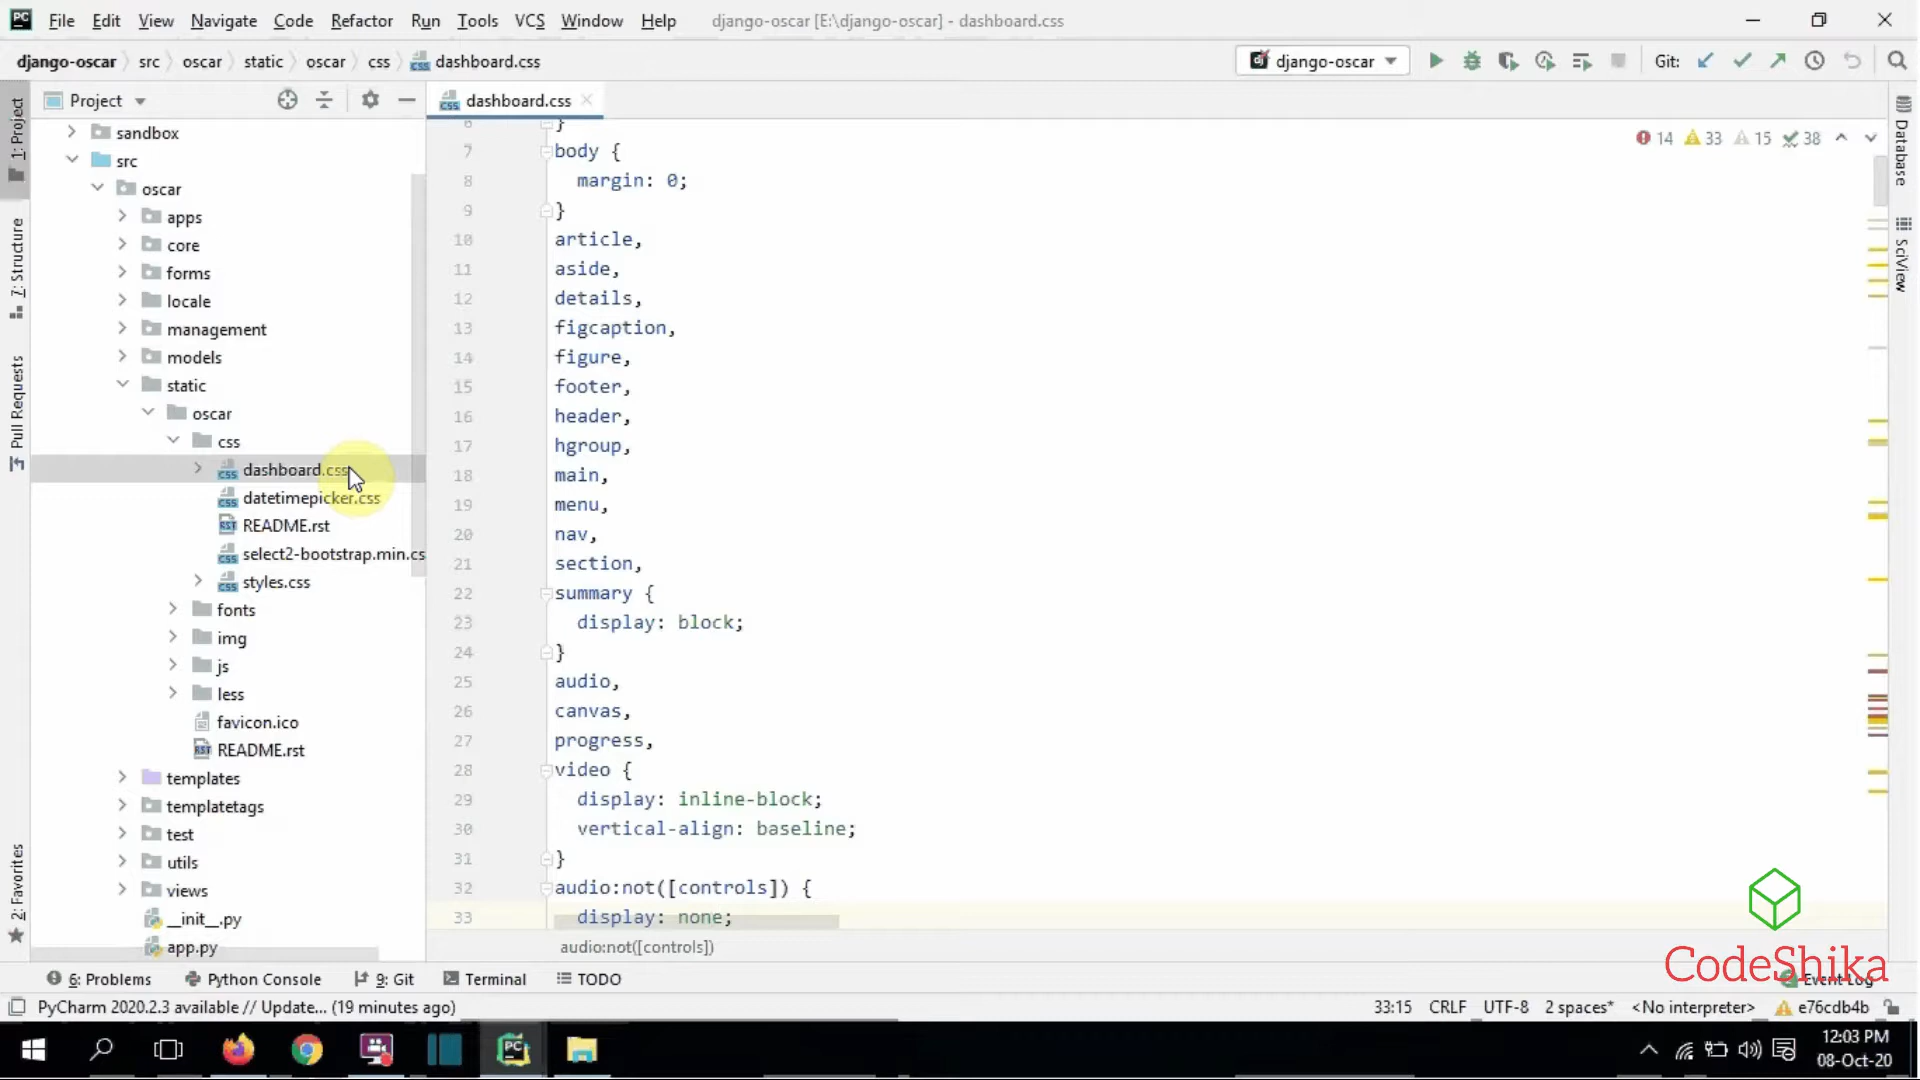 PC File Edit View Navigate Code Refactor Run Tools VCS Window Help django-oscar [E:\django-oscar] - dashboard.css
django-oscar src oscar static oscar css dashboard.css django-oscar Git:
Project dashboard.css
1: Project
7: Structure
Pull Requests
2: Favorites
sandbox
src
oscar
apps
core
forms
locale
management
models
static
oscar
css
dashboard.css
datetimepicker.css
README.rst
select2-bootstrap.min.cs
styles.css
fonts
img
js
less
favicon.ico
README.rst
templates
templatetags
test
utils
views
__init__.py
app.py
14 33 15 38
6 }
7 body {
8 margin: 0;
9 }
10 article,
11 aside,
12 details,
13 figcaption,
14 figure,
15 footer,
16 header,
17 hgroup,
18 main,
19 menu,
20 nav,
21 section,
22 summary {
23 display: block;
24 }
25 audio,
26 canvas,
27 progress,
28 video {
29 display: inline-block;
30 vertical-align: baseline;
31 }
32 audio:not([controls]) {
33 display: none;
audio:not([controls])
Database
SciView
CodeShika
6: Problems Python Console 9: Git Terminal TODO Event Log
PyCharm 2020.2.3 available // Update... (19 minutes ago) 33:15 CRLF UTF-8 2 spaces* <No interpreter> e76cdb4b
PC
12:03 PM
08-Oct-20